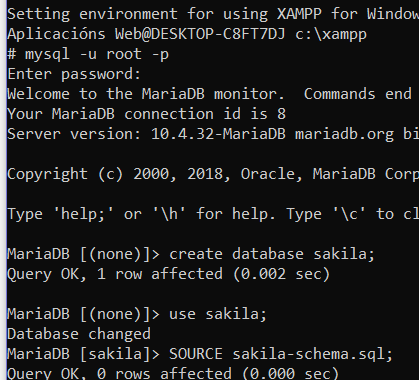 Setting environment for using XAMPP for Window
Aplicacións Web@DESKTOP-C8FT7DJ c:\xampp
# mysql -u root -p
Enter password:
Welcome to the MariaDB monitor.  Commands end
Your MariaDB connection id is 8
Server version: 10.4.32-MariaDB mariadb.org bi
Copyright (c) 2000, 2018, Oracle, MariaDB Corp
Type 'help;' or '\h' for help. Type '\c' to cl
MariaDB [(none)]> create database sakila;
Query OK, 1 row affected (0.002 sec)
MariaDB [(none)]> use sakila;
Database changed
MariaDB [sakila]> SOURCE sakila-schema.sql;
Query OK, 0 rows affected (0.000 sec)